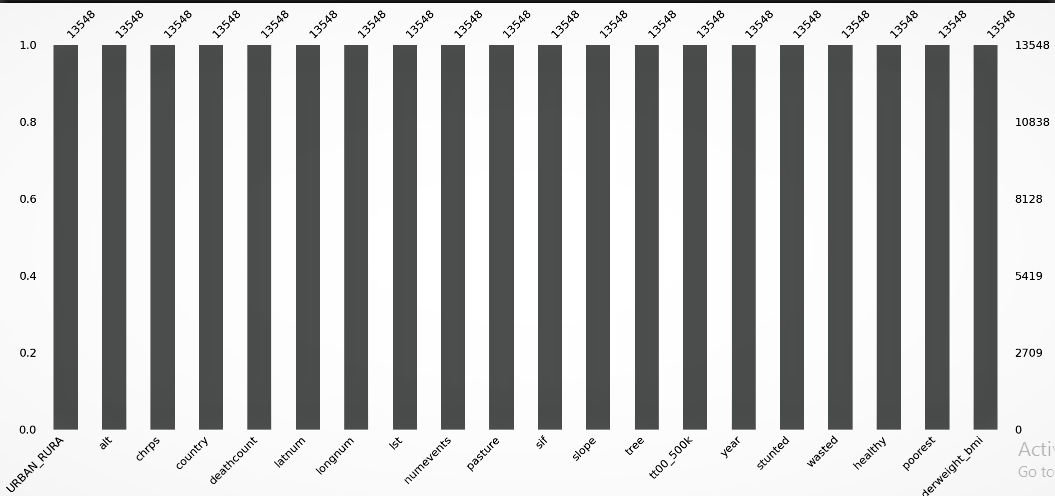 13548 13548 13548 13548 13548 13548 13548 13548 13548 13548 13548 13548 13548 13548 13548 13548 13548 13548 13548 13548
1.0 13548
0.8 10838
0.6 8128
0.4 5419
0.2 2709
0.0 0
URBAN_RURA alt chrps country deathcount latnum longnum lst numevents pasture sif slope tree tt00_500k year stunted wasted healthy poorest derweight_bmi
Activ
Go to